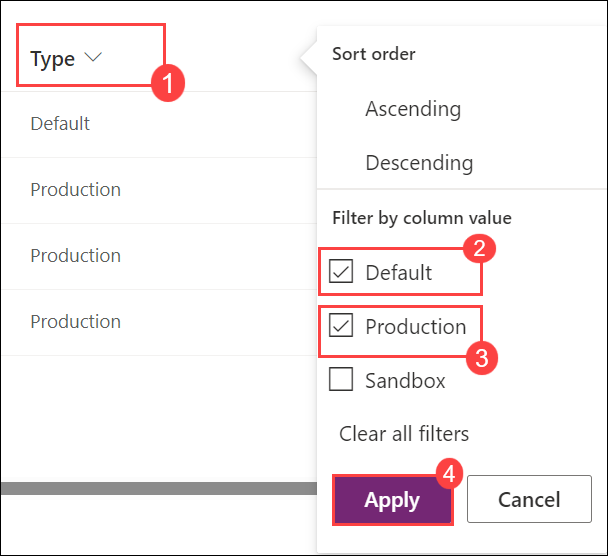 Type
1
Default
Production
Production
Production
Sort order
Ascending
Descending
Filter by column value
2
Default
Production
3
Sandbox
Clear all filters
4
Apply
Cancel